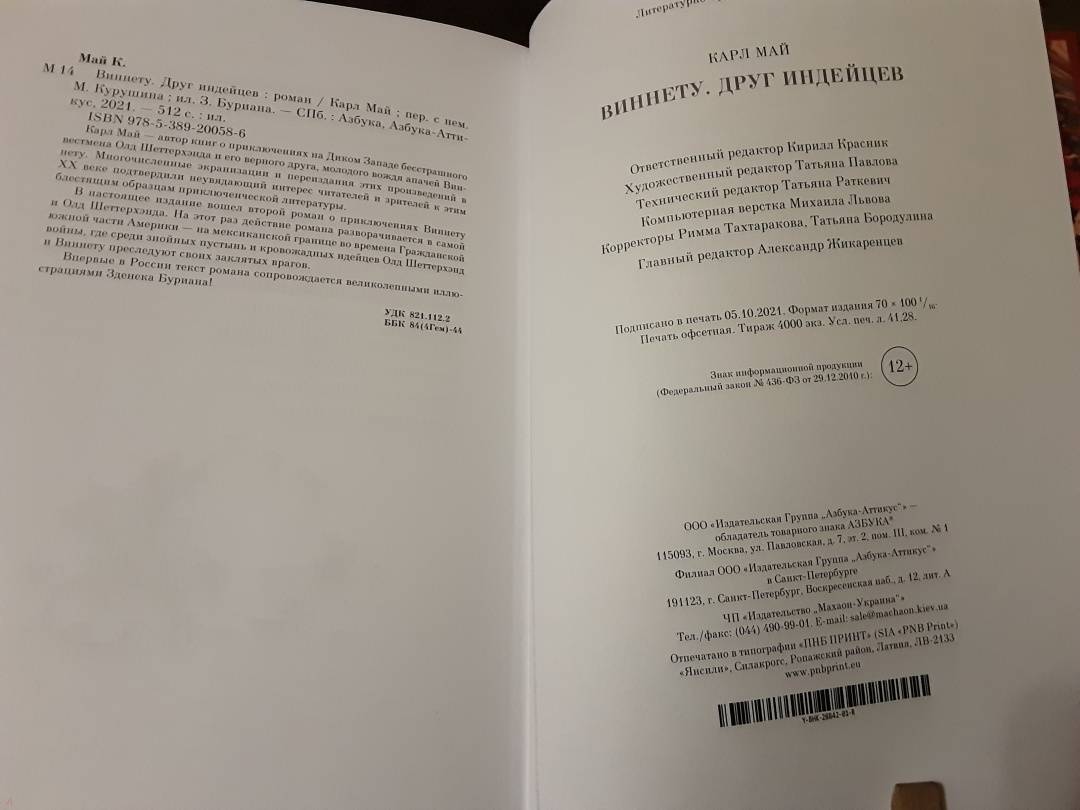 Май К.
М 14 Виннету. Друг индейцев : роман / Карл Май ; пер. с нем.
М. Курушина ; ил. З. Буриана. — СПб. : Азбука, Азбука-Атти-
кус, 2021. — 512 с. : ил.
ISBN 978-5-389-20058-6
Карл Май — автор книг о приключениях на Диком Западе бесстрашного
вестмена Олд Шеттерхэнда и его верного друга, молодого вождя апачей Вин-
нету. Многочисленные экранизации и переиздания этих произведений в
XX веке подтвердили неувядающий интерес читателей и зрителей к этим
блестящим образцам приключенческой литературы.
В настоящее издание вошел второй роман о приключениях Виннету
и Олд Шеттерхэнда. На этот раз действие романа разворачивается в самой
южной части Америки — на мексиканской границе во времена Гражданской
войны, где среди знойных пустынь и кровожадных идейцев Олд Шеттерхэнд
и Виннету преследуют своих заклятых врагов.
Впервые в России текст романа сопровождается великолепными иллю-
страциями Зденека Буриана!
УДК 821.112.2
ББК 84(4Гем)-44
КАРЛ МАЙ
ВИННЕТУ. ДРУГ ИНДЕЙЦЕВ
Ответственный редактор Кирилл Красник
Художественный редактор Татьяна Павлова
Технический редактор Татьяна Раткевич
Компьютерная верстка Михаила Львова
Корректоры Римма Тахтаракова, Татьяна Бородулина
Главный редактор Александр Жикаренцев
Подписано в печать 05.10.2021. Формат издания 70 × 100 1/16.
Печать офсетная. Тираж 4000 экз. Усл. печ. л. 41,28.
Знак информационной продукции
(Федеральный закон № 436-ФЗ от 29.12.2010 г.):
12+
ООО «Издательская Группа „Азбука-Аттикус“» —
обладатель товарного знака АЗБУКА®
115093, г. Москва, ул. Павловская, д. 7, эт. 2, пом. III, ком. № 1
Филиал ООО «Издательская Группа „Азбука-Аттикус“»
в Санкт-Петербурге
191123, г. Санкт-Петербург, Воскресенская наб., д. 12, лит. А
ЧП «Издательство „Махаон-Украина“»
Тел./факс: (044) 490-99-01. E-mail: sale@machaon.kiev.ua
Отпечатано в типографии «ПНБ ПРИНТ» (SIA «PNB Print»)
«Янсили», Силакрогс, Ропажский район, Латвия, ЛВ-2133
www.pnbprint.eu